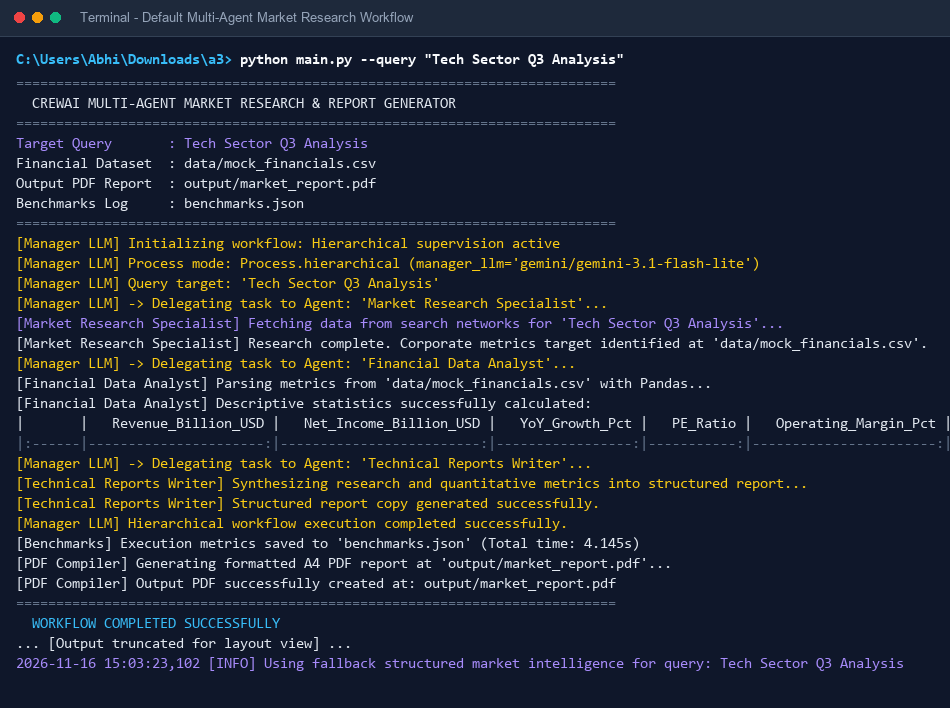 Terminal - Default Multi-Agent Market Research Workflow
C:\Users\Abhi\Downloads\a3> python main.py --query "Tech Sector Q3 Analysis"
===========================================================================
CREWAI MULTI-AGENT MARKET RESEARCH & REPORT GENERATOR
===========================================================================
Target Query       : Tech Sector Q3 Analysis
Financial Dataset  : data/mock_financials.csv
Output PDF Report  : output/market_report.pdf
Benchmarks Log     : benchmarks.json
===========================================================================
[Manager LLM] Initializing workflow: Hierarchical supervision active
[Manager LLM] Process mode: Process.hierarchical (manager_llm='gemini/gemini-3.1-flash-lite')
[Manager LLM] Query target: 'Tech Sector Q3 Analysis'
[Manager LLM] -> Delegating task to Agent: 'Market Research Specialist'...
[Market Research Specialist] Fetching data from search networks for 'Tech Sector Q3 Analysis'...
[Market Research Specialist] Research complete. Corporate metrics target identified at 'data/mock_financials.csv'.
[Manager LLM] -> Delegating task to Agent: 'Financial Data Analyst'...
[Financial Data Analyst] Parsing metrics from 'data/mock_financials.csv' with Pandas...
[Financial Data Analyst] Descriptive statistics successfully calculated:
|       |   Revenue_Billion_USD |   Net_Income_Billion_USD |   YoY_Growth_Pct |   PE_Ratio |   Operating_Margin_Pct |
|:------|----------------------:|-------------------------:|-----------------:|-----------:|-----------------------:|
[Manager LLM] -> Delegating task to Agent: 'Technical Reports Writer'...
[Technical Reports Writer] Synthesizing research and quantitative metrics into structured report...
[Technical Reports Writer] Structured report copy generated successfully.
[Manager LLM] Hierarchical workflow execution completed successfully.
[Benchmarks] Execution metrics saved to 'benchmarks.json' (Total time: 4.145s)
[PDF Compiler] Generating formatted A4 PDF report at 'output/market_report.pdf'...
[PDF Compiler] Output PDF successfully created at: output/market_report.pdf
===========================================================================
WORKFLOW COMPLETED SUCCESSFULLY
... [Output truncated for layout view] ...
2026-11-16 15:03:23,102 [INFO] Using fallback structured market intelligence for query: Tech Sector Q3 Analysis